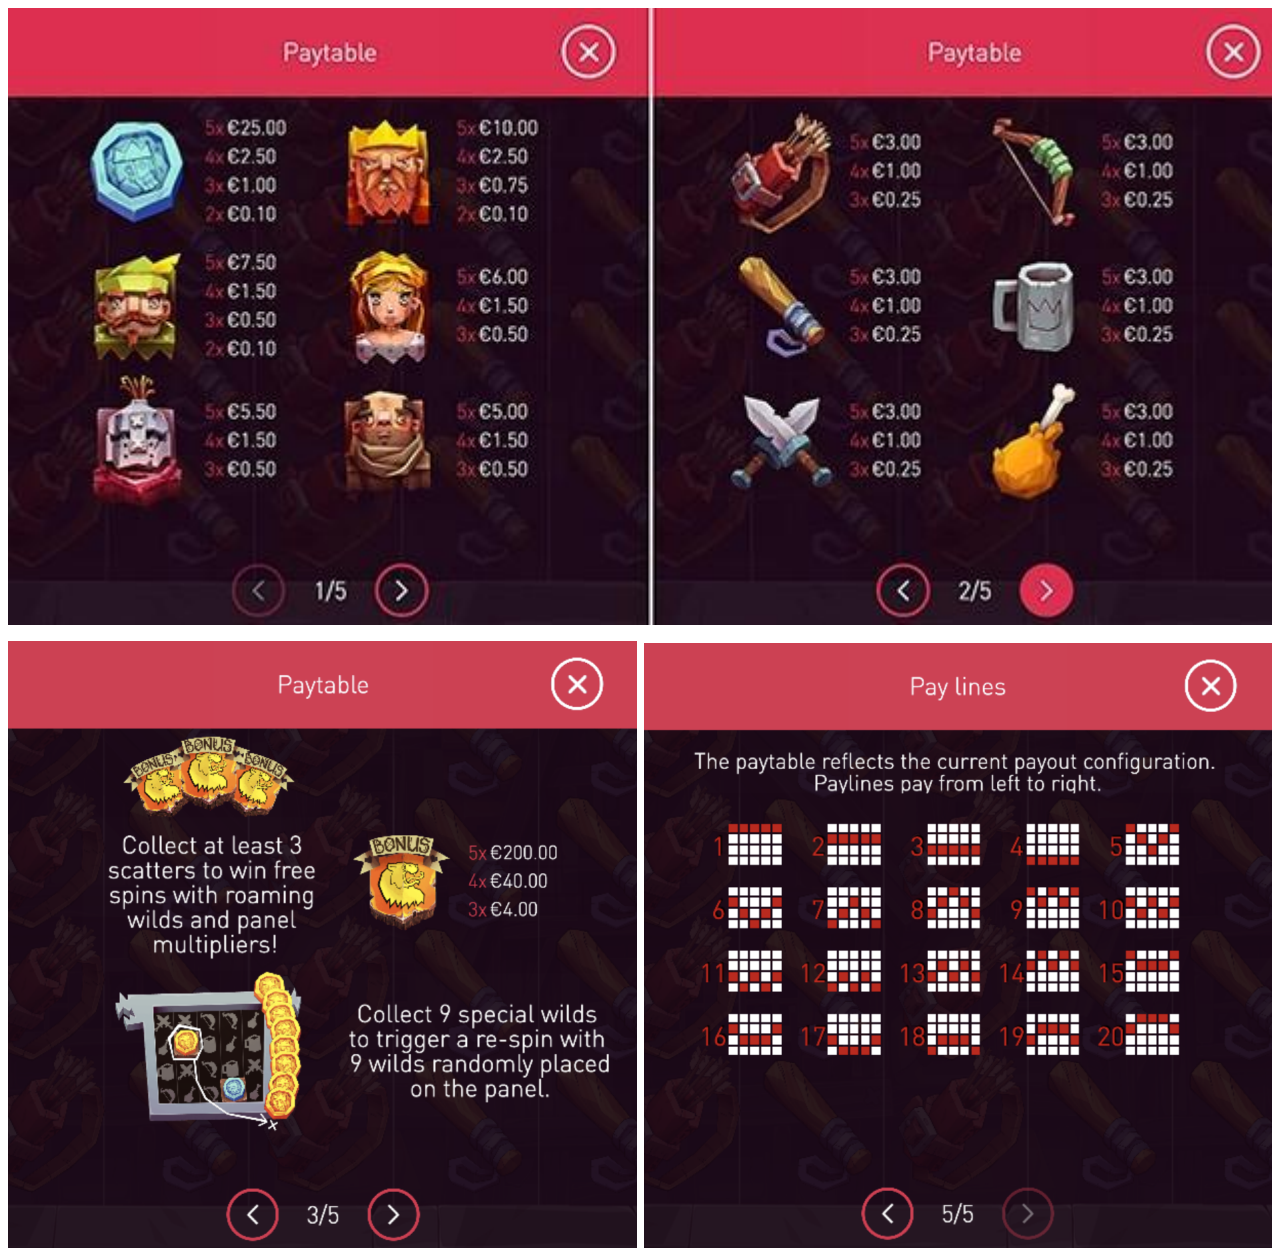 Paytable
5x €25.00
4x €2.50
3x €1.00
2x €0.10
5x €10.00
4x €2.50
3x €0.75
2x €0.10
5x €7.50
4x €1.50
3x €0.50
2x €0.10
5x €6.00
4x €1.50
3x €0.50
5x €5.50
4x €1.50
3x €0.50
5x €5.00
4x €1.50
3x €0.50
1/5
Paytable
5x €3.00
4x €1.00
3x €0.25
5x €3.00
4x €1.00
3x €0.25
5x €3.00
4x €1.00
3x €0.25
5x €3.00
4x €1.00
3x €0.25
5x €3.00
4x €1.00
3x €0.25
5x €3.00
4x €1.00
3x €0.25
2/5
Paytable
BONUS BONUS BONUS
Collect at least 3
scatters to win free
spins with roaming
wilds and panel
multipliers!
BONUS
5x €200.00
4x €40.00
3x €4.00
Collect 9 special wilds
to trigger a re-spin with
9 wilds randomly placed
on the panel.
3/5
Pay lines
The paytable reflects the current payout configuration.
Paylines pay from left to right.
1 2 3 4 5
6 7 8 9 10
11 12 13 14 15
16 17 18 19 20
5/5